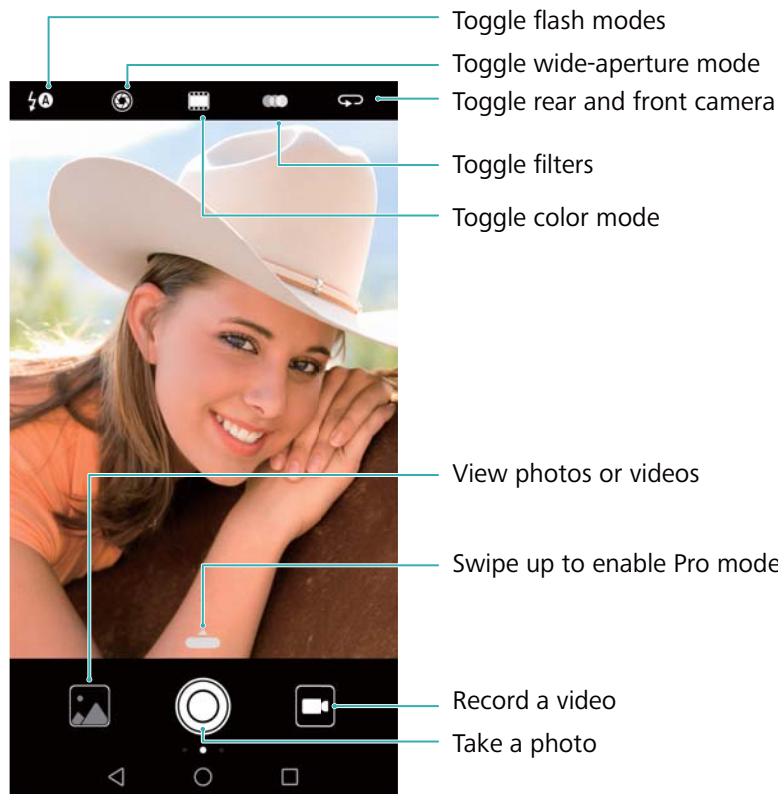 Toggle flash modes
Toggle wide-aperture mode
Toggle rear and front camera
A
Toggle filters
Toggle color mode
View photos or videos
Swipe up to enable Pro mode
Record a video
Take a photo